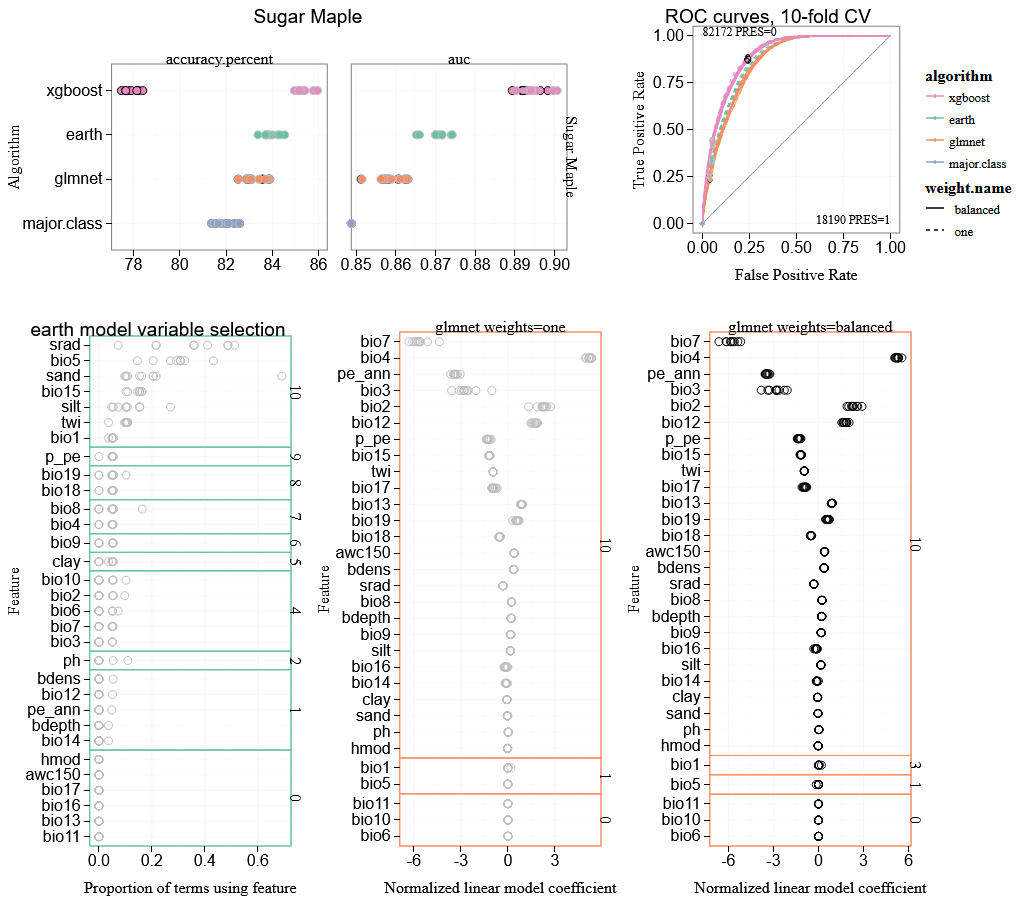 Sugar Maple
accuracy.percent
auc
Algorithm
xgboost
earth
glmnet
major.class
78 80 82 84 86
0.85 0.86 0.87 0.88 0.89 0.90
Sugar Maple
ROC curves, 10-fold CV
82172 PRES=0
18190 PRES=1
True Positive Rate
1.00
0.75
0.50
0.25
0.00
0.00 0.25 0.50 0.75 1.00
False Positive Rate
algorithm
xgboost
earth
glmnet
major.class
weight.name
balanced
one
earth model variable selection
Feature
srad
bio5
sand
bio15
silt
twi
bio1
p_pe
bio19
bio18
bio8
bio4
bio9
clay
bio10
bio2
bio6
bio7
bio3
ph
bdens
bio12
pe_ann
bdepth
bio14
hmod
awc150
bio17
bio16
bio13
bio11
10
9
8
7
6
5
4
2
1
0
0.0 0.2 0.4 0.6
Proportion of terms using feature
glmnet weights=one
Feature
bio7
bio4
pe_ann
bio3
bio2
bio12
p_pe
bio15
twi
bio17
bio13
bio19
bio18
awc150
bdens
srad
bio8
bdepth
bio9
silt
bio16
bio14
clay
sand
ph
hmod
bio1
bio5
bio11
bio10
bio6
10
1
0
-6 -3 0 3
Normalized linear model coefficient
glmnet weights=balanced
Feature
bio7
bio4
pe_ann
bio3
bio2
bio12
p_pe
bio15
twi
bio17
bio13
bio19
bio18
awc150
bdens
srad
bio8
bdepth
bio9
bio16
silt
bio14
clay
sand
ph
hmod
bio1
bio5
bio11
bio10
bio6
10
3
1
0
-6 -3 0 3 6
Normalized linear model coefficient